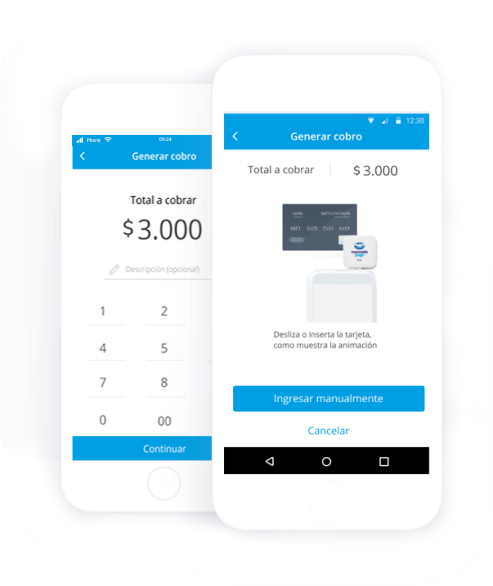 Phone
09:24
Generar cobro
Total a cobrar
$3.000
Descripción (opcional)
1
2
4
5
7
8
0
00
Continuar
12:30
Generar cobro
Total a cobrar
$3.000
mercado
pago
Desliza o inserta la tarjeta,
como muestra la animación
Ingresar manualmente
Cancelar